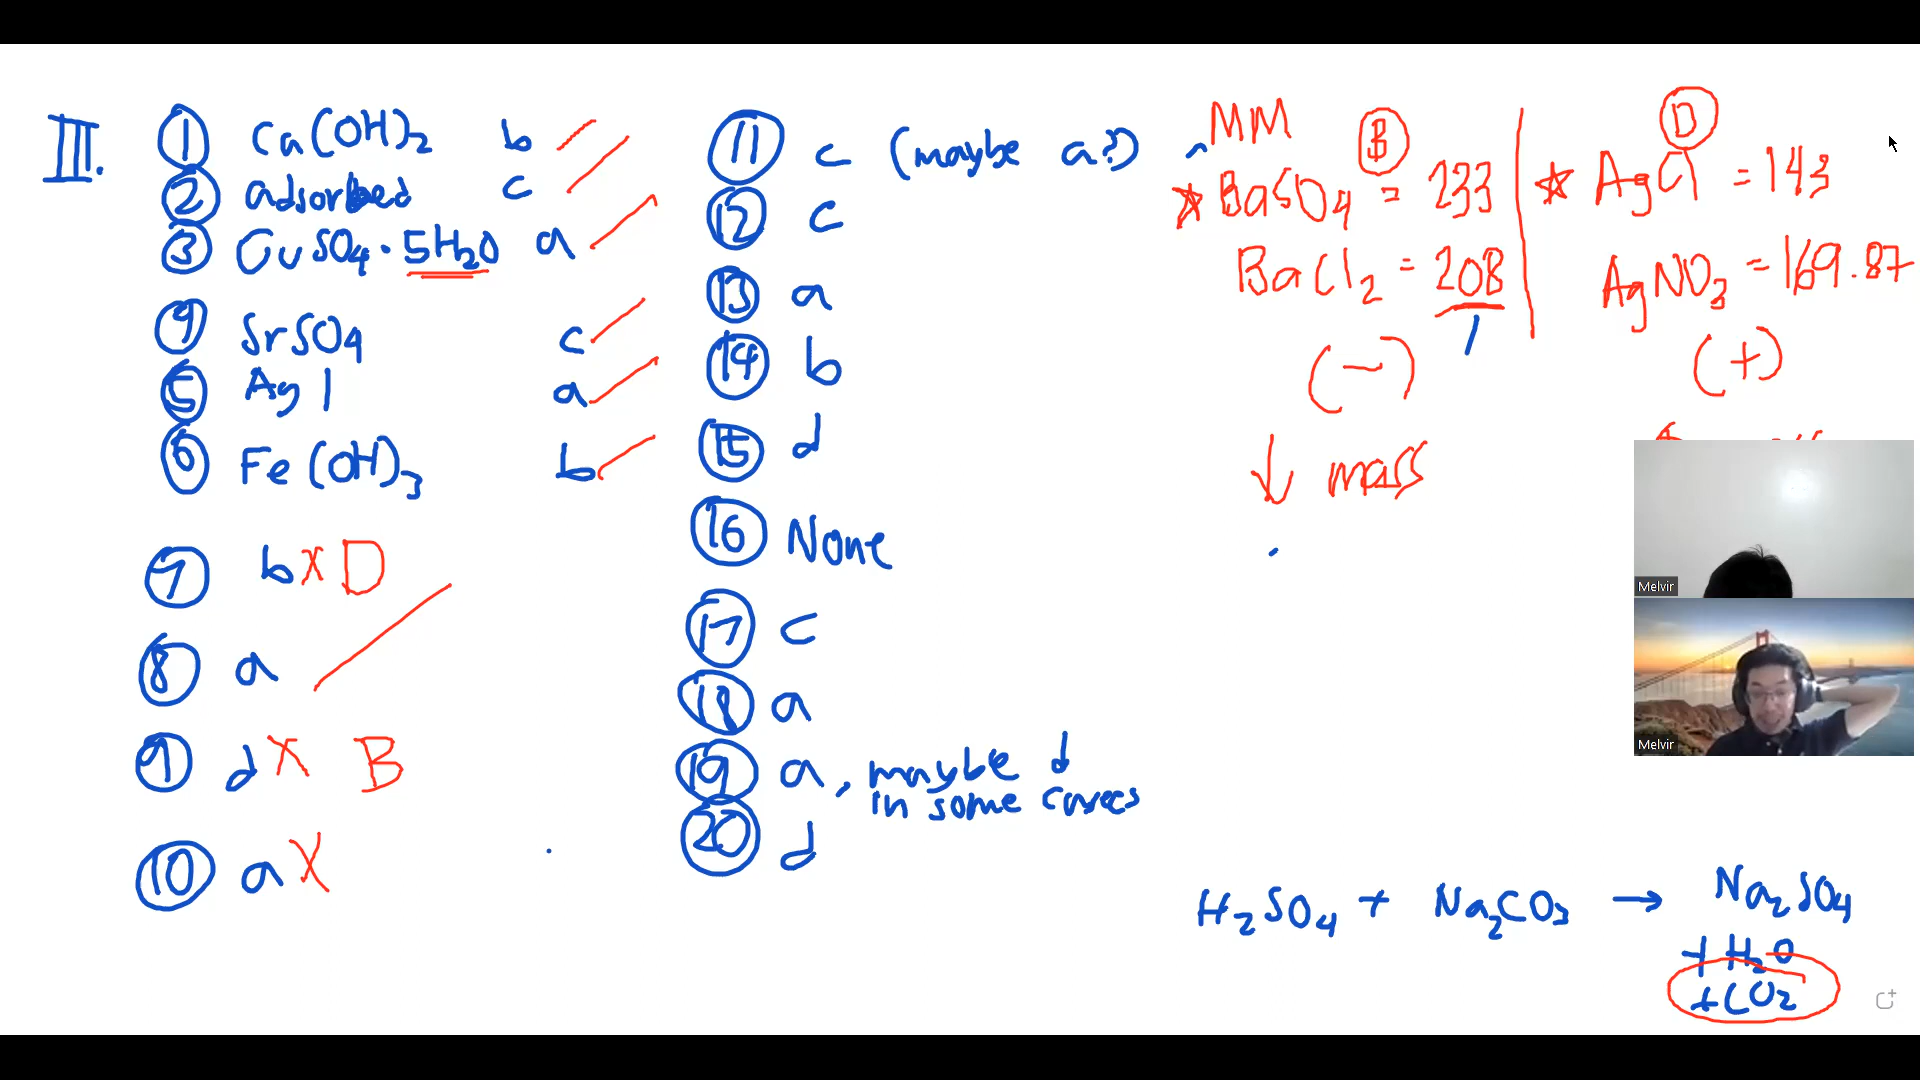 III.
① Ca(OH)₂ b
② adsorbed c
③ CuSO₄·5H₂O a
④ SrSO₄ c
⑤ AgI a
⑥ Fe(OH)₃ b
⑦ b X D
⑧ a
⑨ d X B
⑩ a X
⑪ c (maybe a?)
⑫ c
⑬ a
⑭ b
⑮ d
⑯ None
⑰ c
⑱ a
⑲ a, maybe d
in some cases
⑳ d
MM B
* BaSO₄ = 233
BaCl₂ = 208
(-)
↓ mass
D
* AgCl = 143
AgNO₃ = 169.87
(+)
Melvir
Melvir
H₂SO₄ + Na₂CO₃ → Na₂SO₄
+ H₂O
+ CO₂